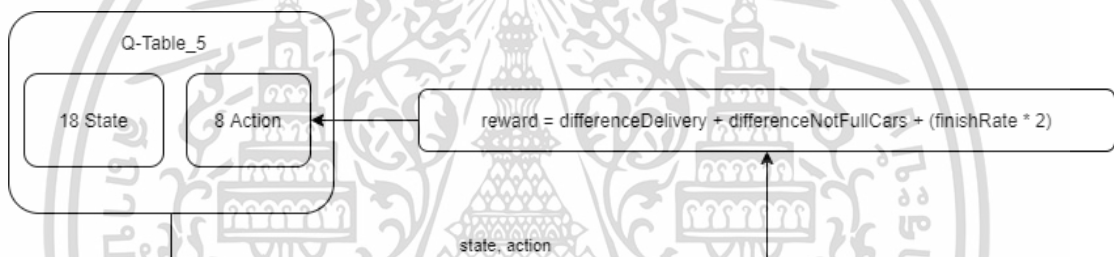 Q-Table_5
18 State
8 Action
reward = differenceDelivery + differenceNotFullCars + (finishRate * 2)
state, action